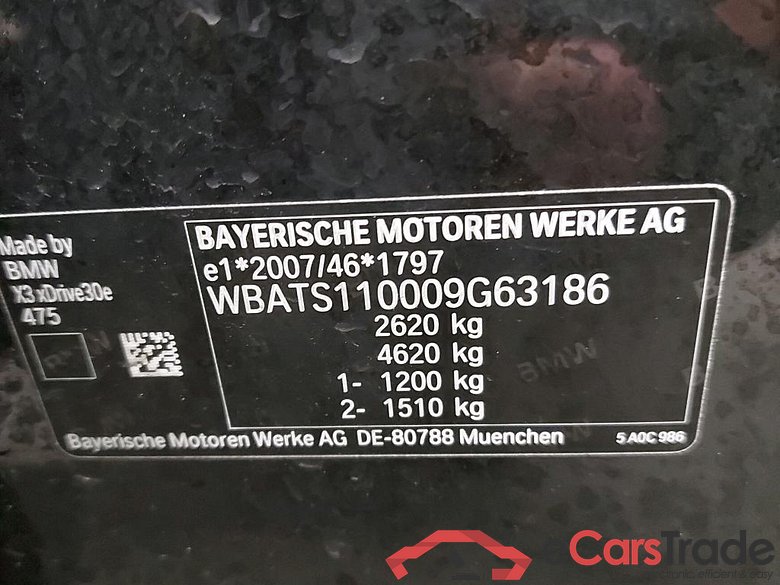 BAYERISCHE MOTOREN WERKE AG
e1*2007/46*1797
WBATS110009G63186
2620 kg
4620 kg
1- 1200 kg
2- 1510 kg
Made by
BMW
X3 xDrive30e
475
Bayerische Motoren Werke AG DE-80788 Muenchen
5 A0C 986
eCarsTrade